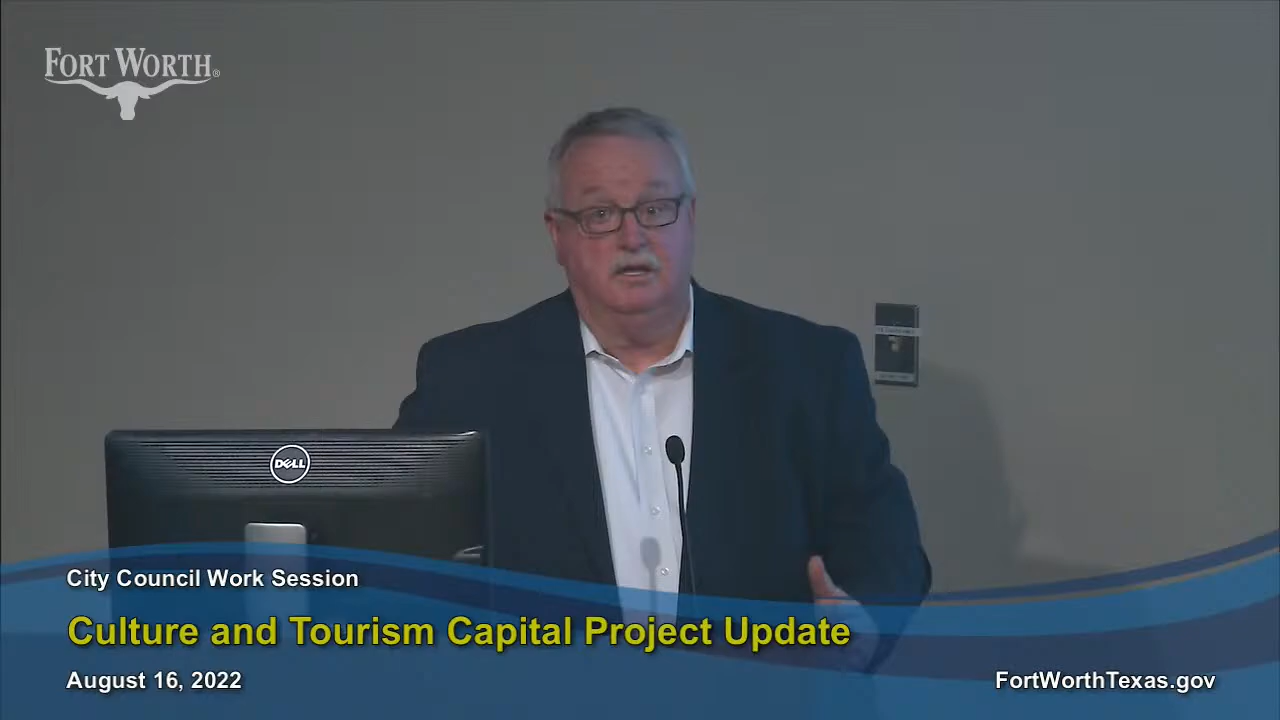 FORT WORTH®
DELL
City Council Work Session
Culture and Tourism Capital Project Update
August 16, 2022
FortWorthTexas.gov